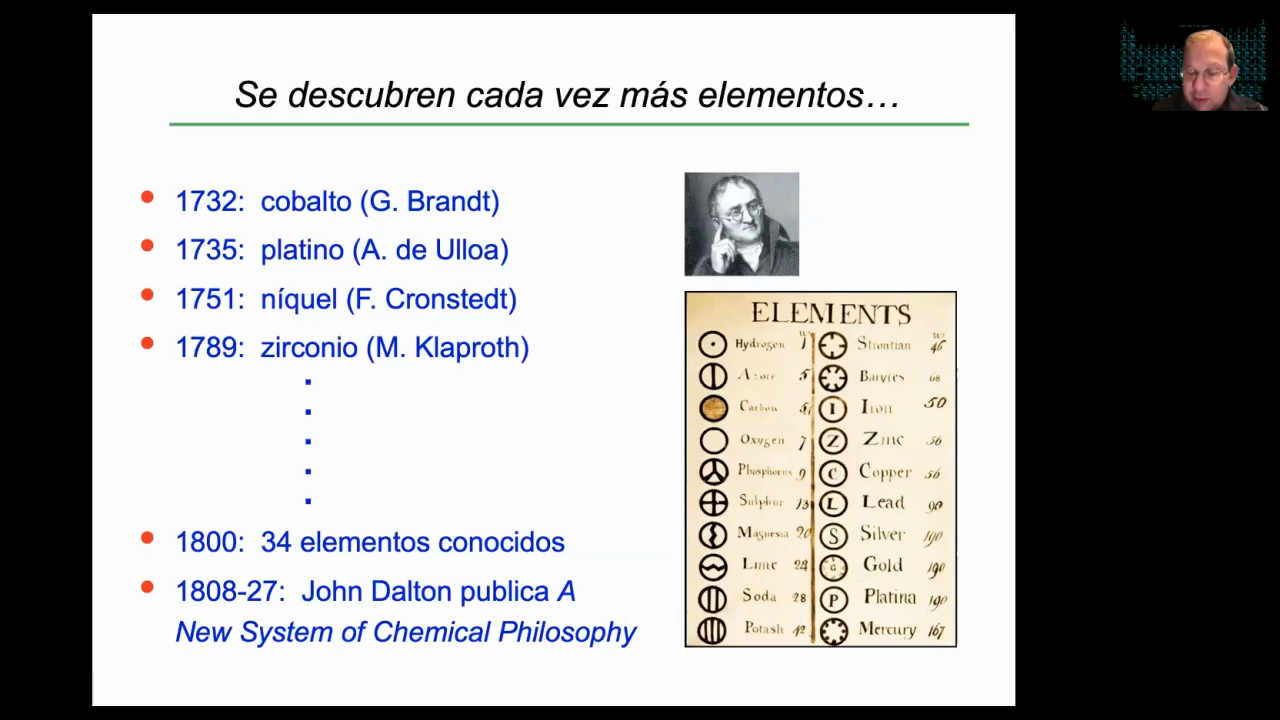 Se descubren cada vez más elementos…
1732: cobalto (G. Brandt)
1735: platino (A. de Ulloa)
1751: níquel (F. Cronstedt)
1789: zirconio (M. Klaproth)
1800: 34 elementos conocidos
1808-27: John Dalton publica A
New System of Chemical Philosophy
ELEMENTS
Hydrogen 1
Azote 5
Carbon 5
Oxygen 7
Phosphorus 9
Sulphur 13
Magnesia 20
Lime 24
Soda 28
Potash 42
Strontian 46
Barytes 68
I Iron 50
Z Zinc 56
C Copper 56
L Lead 90
S Silver 190
G Gold 190
P Platina 190
Mercury 167